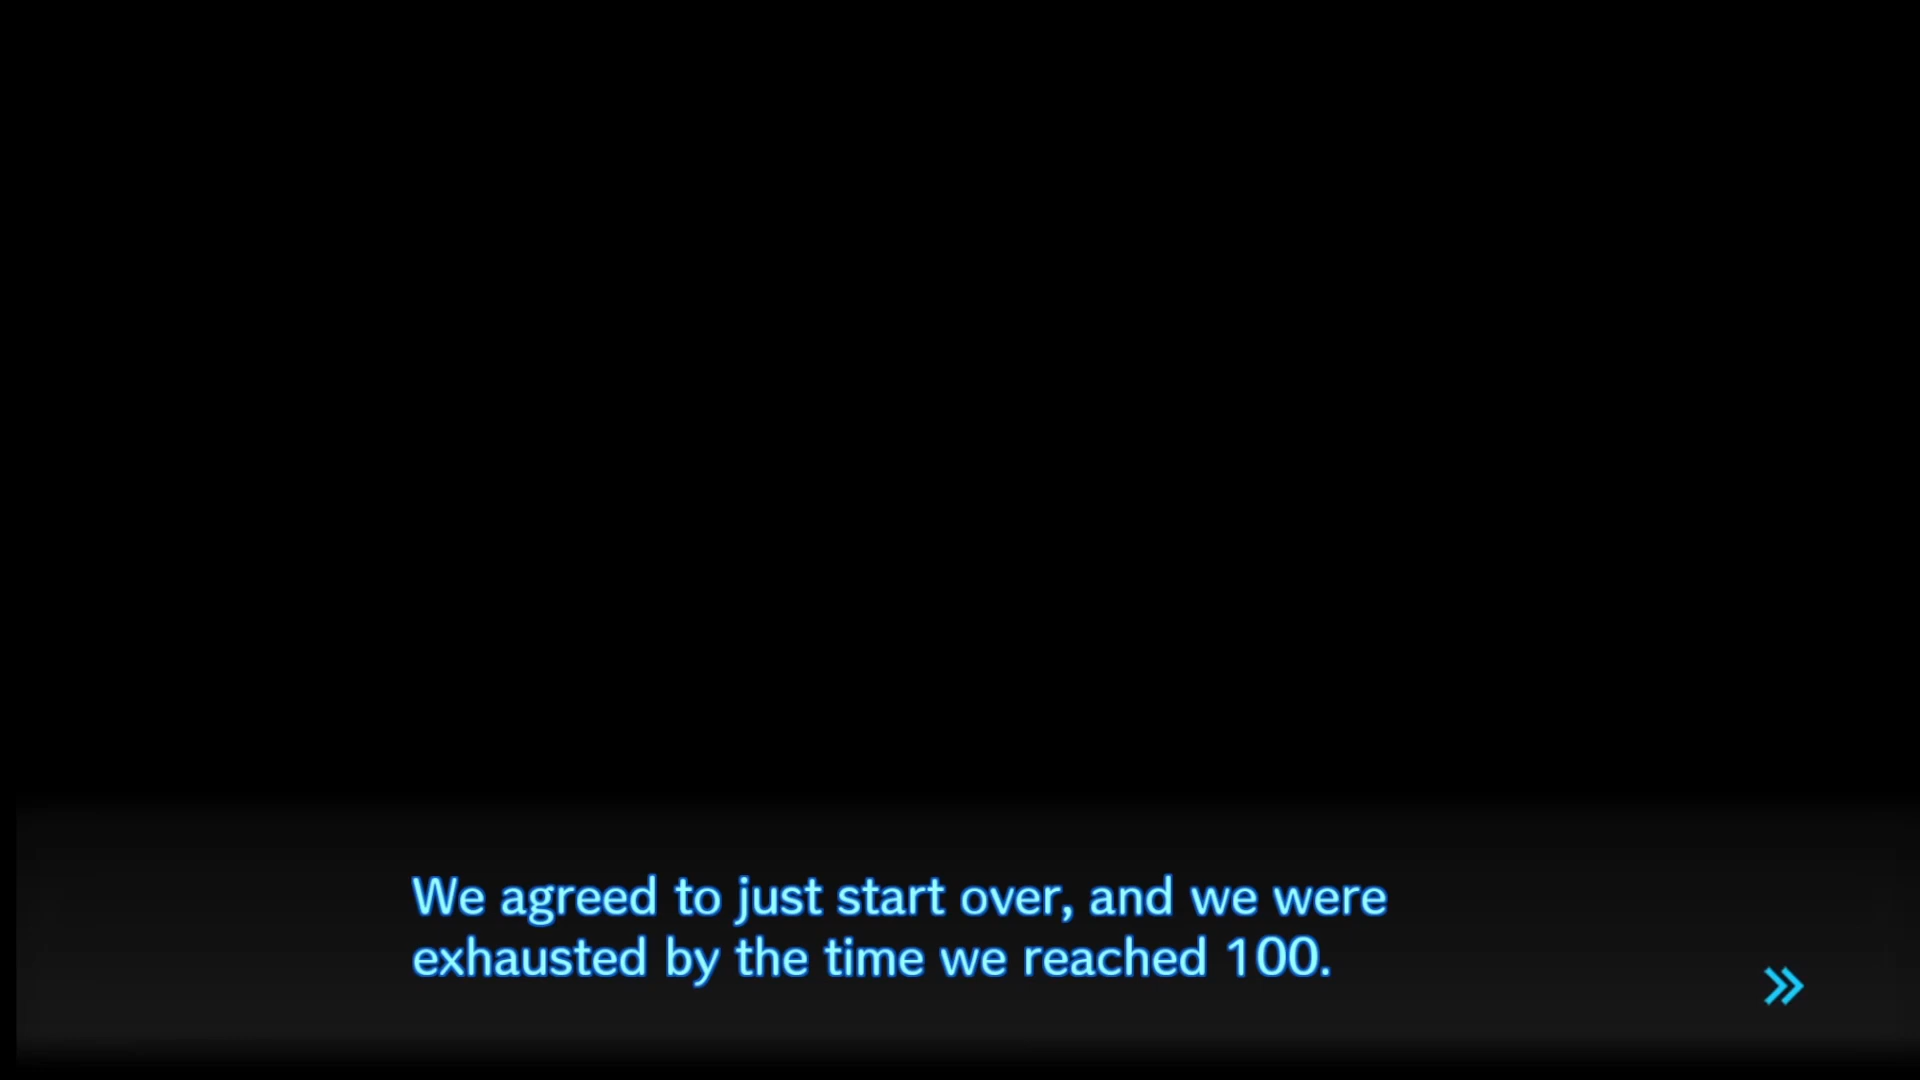 We agreed to just start over, and we were
exhausted by the time we reached 100.